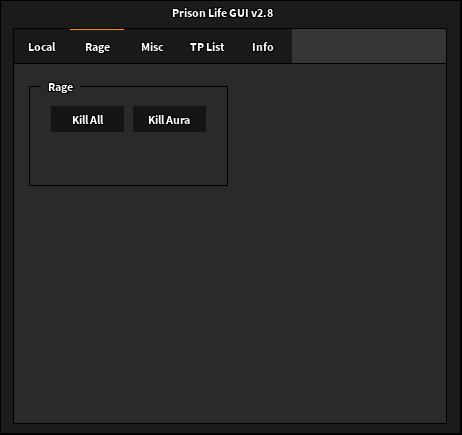 Prison Life GUI v2.8
Local Rage Misc TP List Info
Rage
Kill All Kill Aura